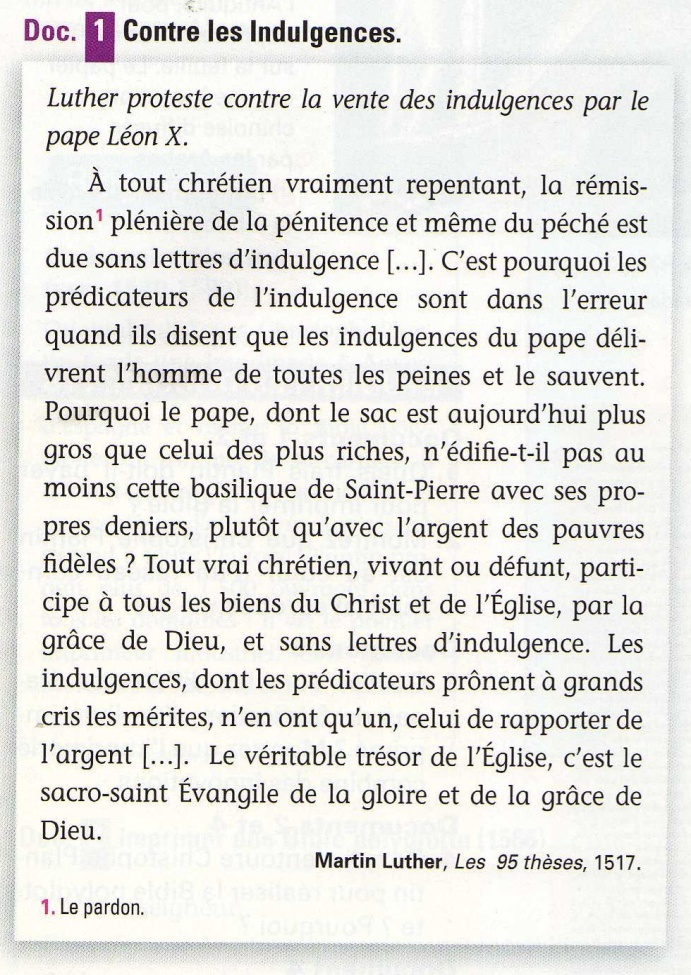 Doc. 1 Contre les Indulgences.
Luther proteste contre la vente des indulgences par le
pape Léon X.
À tout chrétien vraiment repentant, la rémis-
sion¹ plénière de la pénitence et même du péché est
due sans lettres d'indulgence [...]. C'est pourquoi les
prédicateurs de l'indulgence sont dans l'erreur
quand ils disent que les indulgences du pape déli-
vrent l'homme de toutes les peines et le sauvent.
Pourquoi le pape, dont le sac est aujourd'hui plus
gros que celui des plus riches, n'édifie-t-il pas au
moins cette basilique de Saint-Pierre avec ses pro-
pres deniers, plutôt qu'avec l'argent des pauvres
fidèles ? Tout vrai chrétien, vivant ou défunt, parti-
cipe à tous les biens du Christ et de l'Église, par la
grâce de Dieu, et sans lettres d'indulgence. Les
indulgences, dont les prédicateurs prônent à grands
cris les mérites, n'en ont qu'un, celui de rapporter de
l'argent [...]. Le véritable trésor de l'Église, c'est le
sacro-saint Évangile de la gloire et de la grâce de
Dieu.
Martin Luther, Les 95 thèses, 1517.
1. Le pardon.